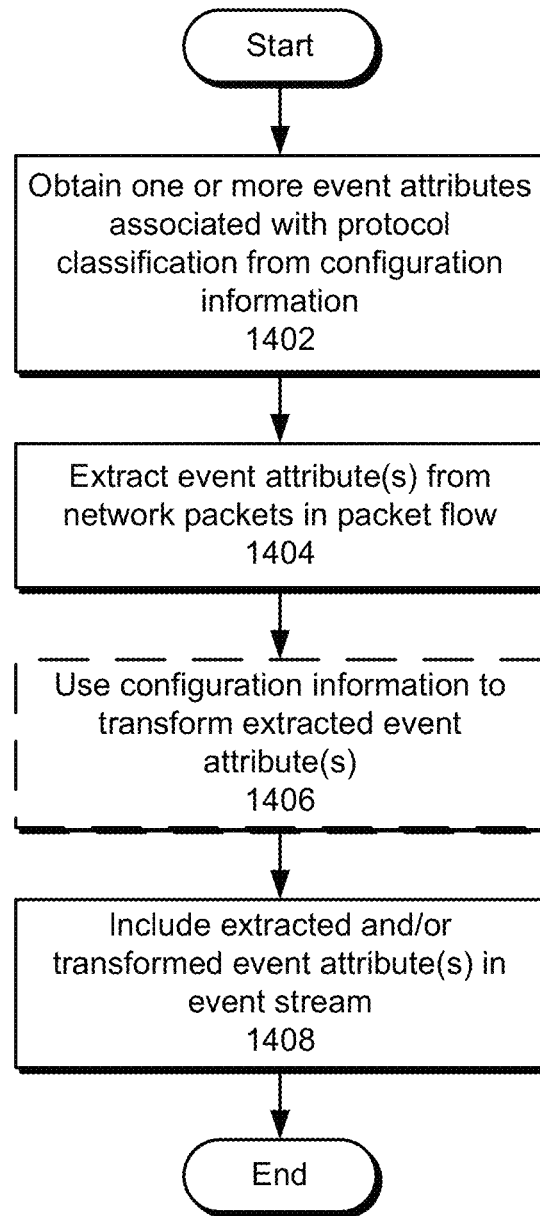 Start
Obtain one or more event attributes
associated with protocol
classification from configuration
information
1402
Extract event attribute(s) from
network packets in packet flow
1404
Use configuration information to
transform extracted event
attribute(s)
1406
Include extracted and/or
transformed event attribute(s) in
event stream
1408
End